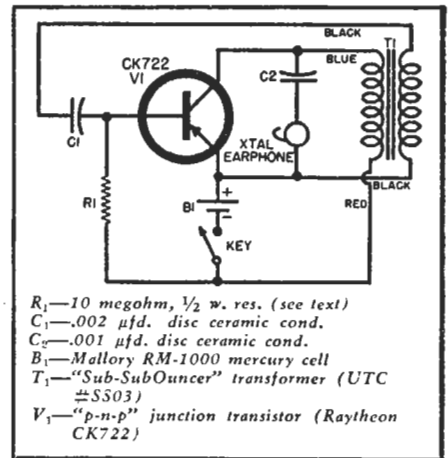 BLACK
BLUE
T1
CK722
V1
C2
C1
XTAL
EARPHONE
BLACK
R1
B1
+
-
RED
KEY
R₁—10 megohm, ½ w. res. (see text)
C₁—.002 µfd. disc ceramic cond.
C₂—.001 µfd. disc ceramic cond.
B₁—Mallory RM-1000 mercury cell
T₁—"Sub-SubOuncer" transformer (UTC
#SS03)
V₁—"p-n-p" junction transistor (Raytheon
CK722)